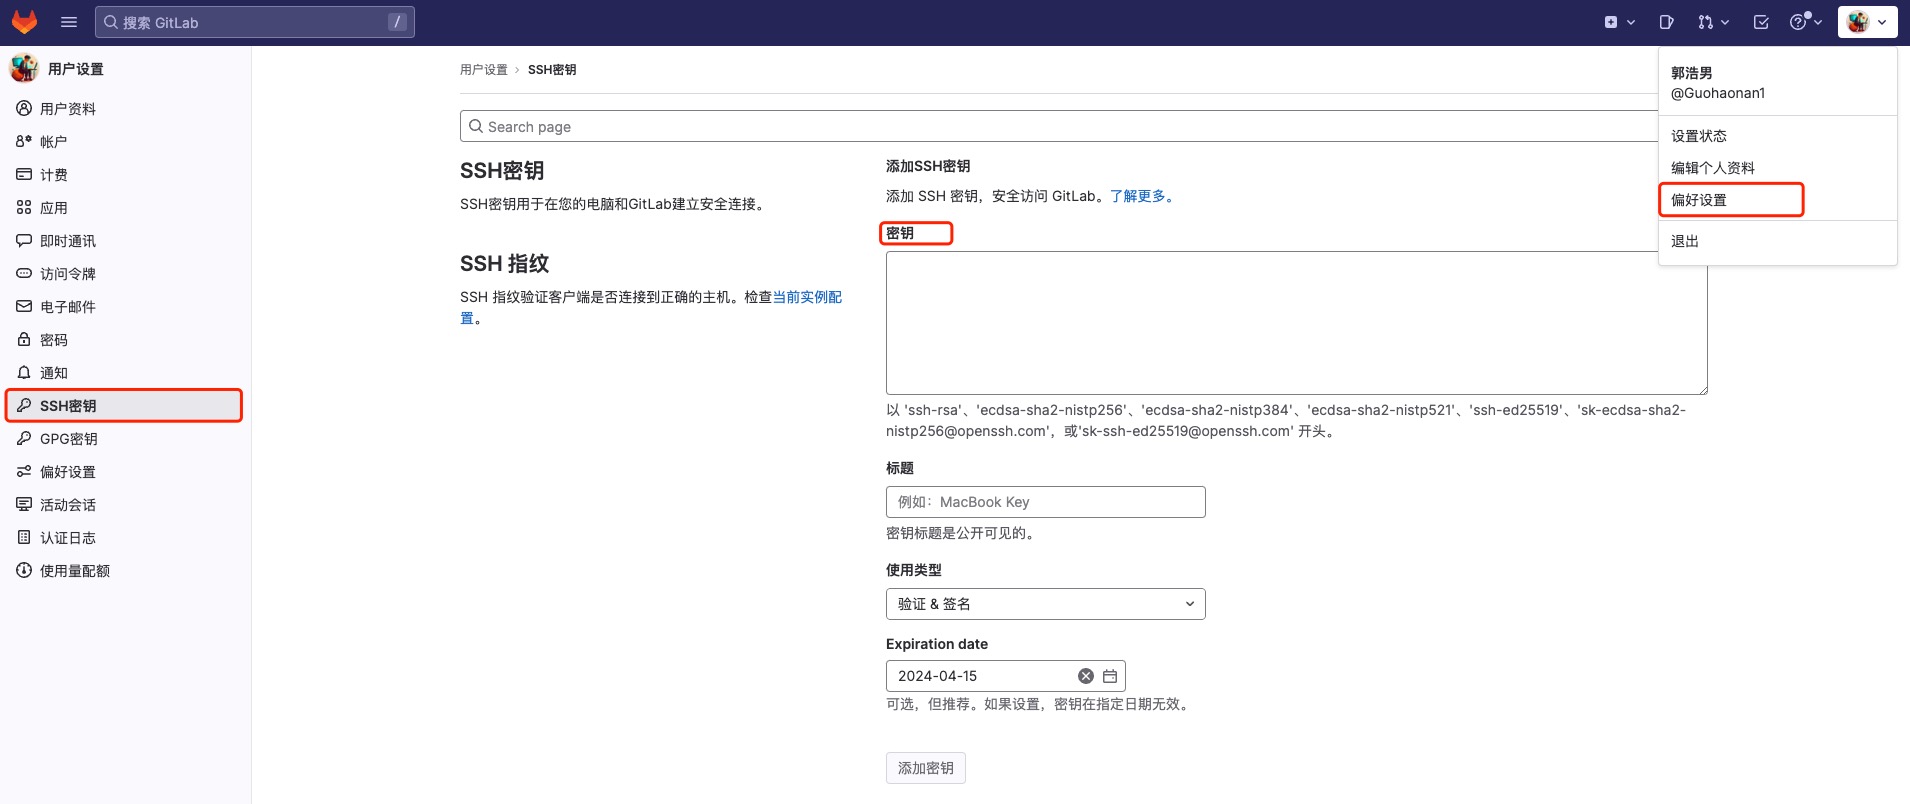 搜索 GitLab
/
用户设置
用户资料
帐户
计费
应用
即时通讯
访问令牌
电子邮件
密码
通知
SSH密钥
GPG密钥
偏好设置
活动会话
认证日志
使用量配额
用户设置 › SSH密钥
Search page
SSH密钥
SSH密钥用于在您的电脑和GitLab建立安全连接。
SSH 指纹
SSH 指纹验证客户端是否连接到正确的主机。检查当前实例配
置。
添加SSH密钥
添加 SSH 密钥，安全访问 GitLab。了解更多。
密钥
以 'ssh-rsa'、'ecdsa-sha2-nistp256'、'ecdsa-sha2-nistp384'、'ecdsa-sha2-nistp521'、'ssh-ed25519'、'sk-ecdsa-sha2-
nistp256@openssh.com'，或'sk-ssh-ed25519@openssh.com' 开头。
标题
例如：MacBook Key
密钥标题是公开可见的。
使用类型
验证 & 签名
Expiration date
2024-04-15
可选，但推荐。如果设置，密钥在指定日期无效。
添加密钥
郭浩男
@Guohaonan1
设置状态
编辑个人资料
偏好设置
退出